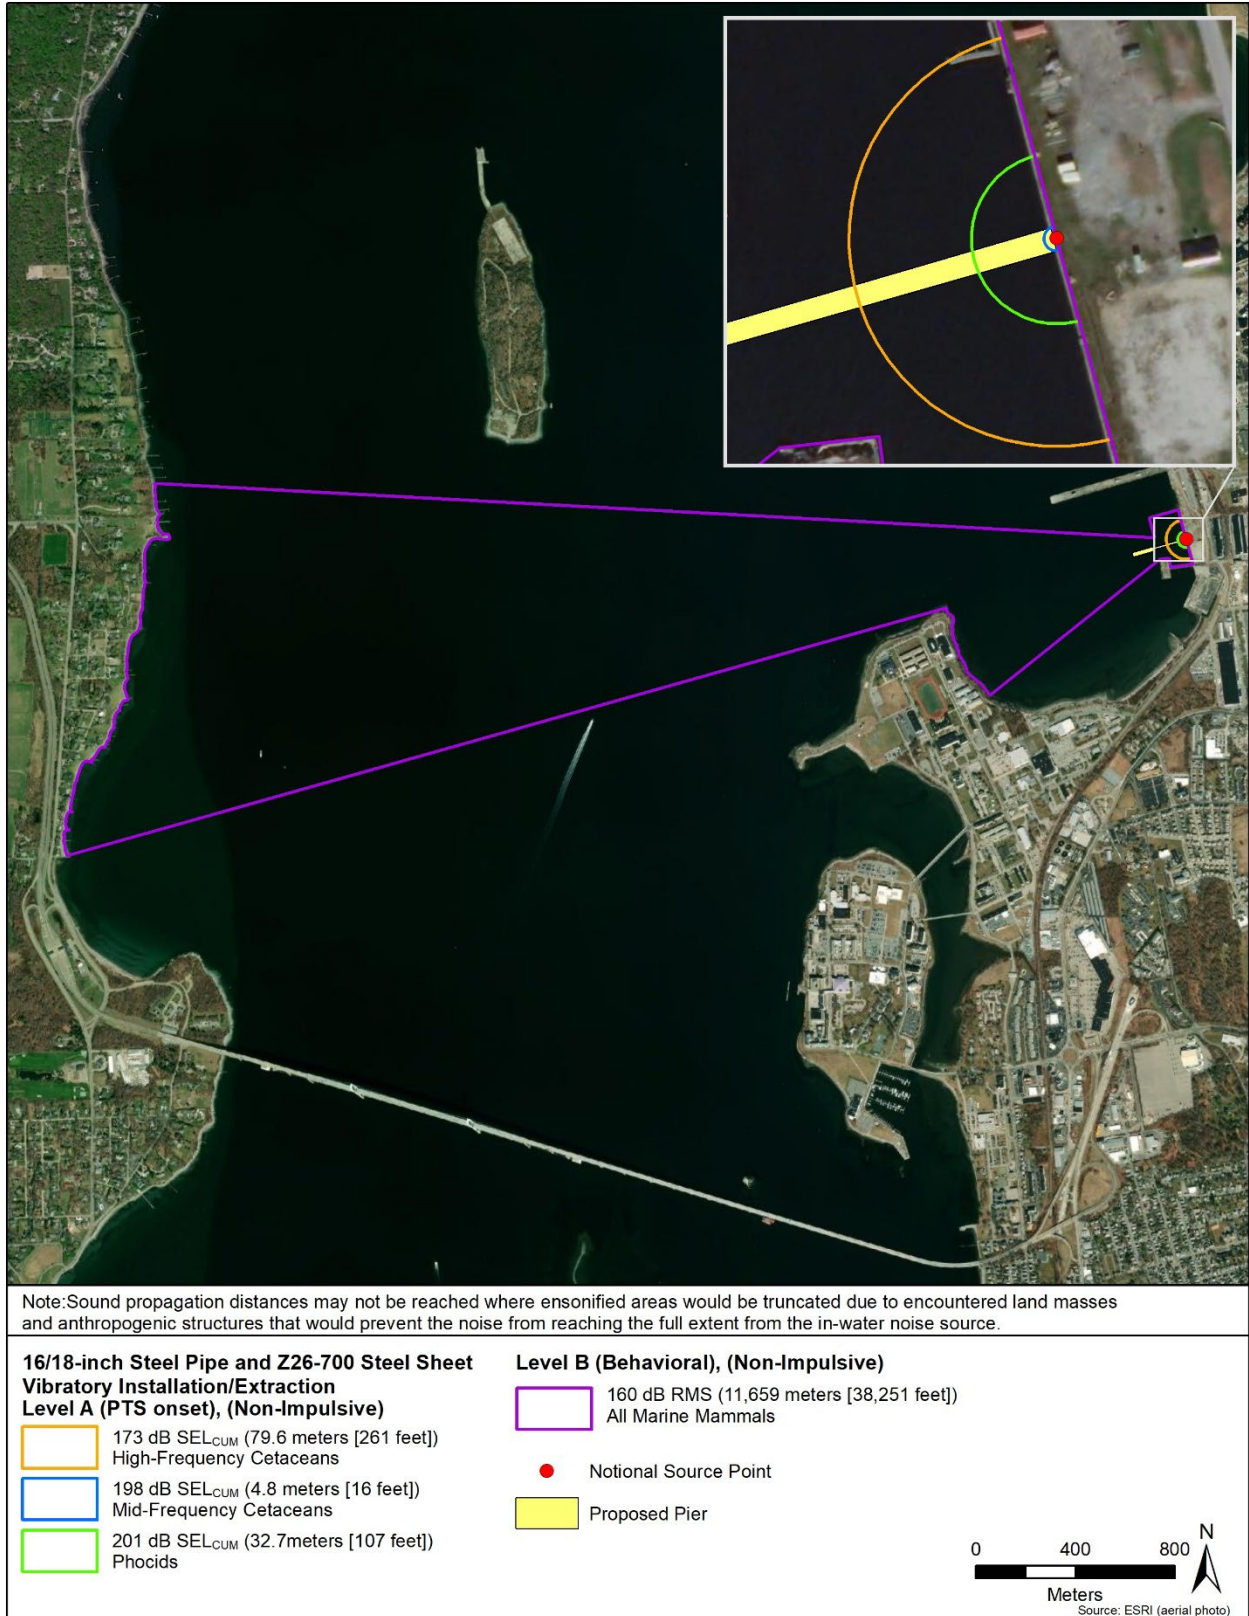 Note:Sound propagation distances may not be reached where ensonified areas would be truncated due to encountered land masses
and anthropogenic structures that would prevent the noise from reaching the full extent from the in-water noise source.
16/18-inch Steel Pipe and Z26-700 Steel Sheet
Vibratory Installation/Extraction
Level A (PTS onset), (Non-Impulsive)
173 dB SELCUM (79.6 meters [261 feet])
High-Frequency Cetaceans
198 dB SELCUM (4.8 meters [16 feet])
Mid-Frequency Cetaceans
201 dB SELCUM (32.7meters [107 feet])
Phocids
Level B (Behavioral), (Non-Impulsive)
160 dB RMS (11,659 meters [38,251 feet])
All Marine Mammals
Notional Source Point
Proposed Pier
N
0 400 800
Meters
Source: ESRI (aerial photo)